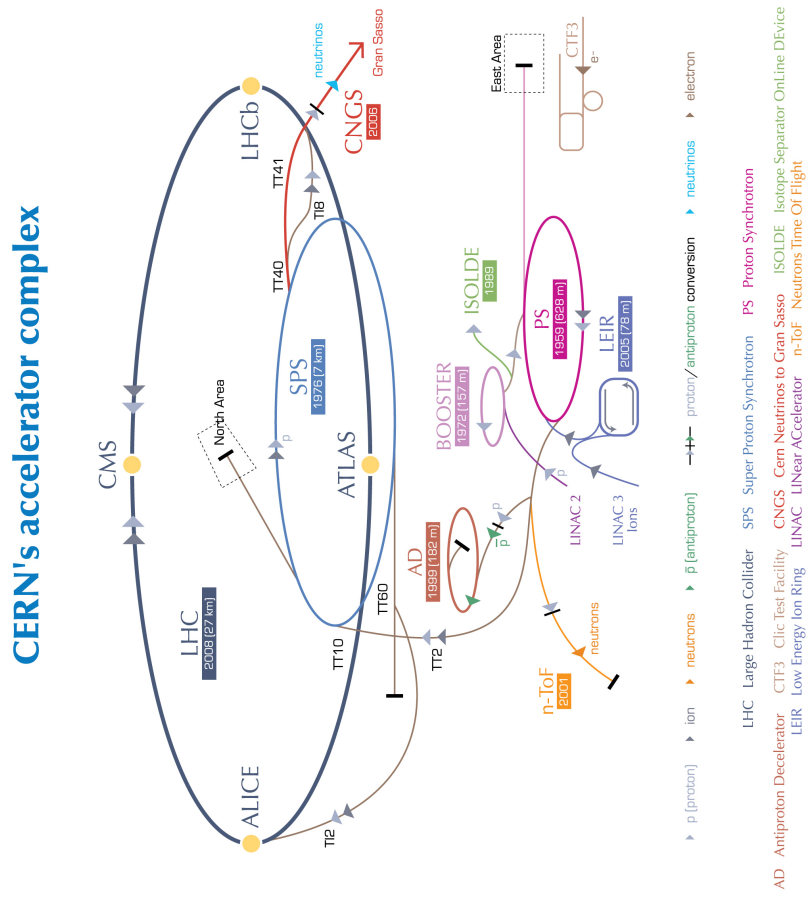 CERN's accelerator complex
CMS
LHC
2008 (27 km)
North Area
ALICE
LHCb
TT41
SPS
1976 (7 km)
TT40
TI8
neutrinos
CNGS
2006
Gran Sasso
p
ATLAS
TT10
TT60
TI2
TT2
AD
1999 (182 m)
BOOSTER
1972 (157 m)
ISOLDE
1989
East Area
p
p̄
p
LINAC 2
LINAC 3
Ions
PS
1959 (628 m)
LEIR
2005 (78 m)
CTF3
e-
n-ToF
2001
neutrons
p (proton)
ion
neutrons
p̄ (antiproton)
proton/antiproton conversion
neutrinos
electron
LHC Large Hadron Collider
SPS Super Proton Synchrotron
PS Proton Synchrotron
AD Antiproton Decelerator
CTF3 Clic Test Facility
CNGS Cern Neutrinos to Gran Sasso
ISOLDE Isotope Separator OnLine DEvice
LEIR Low Energy Ion Ring
LINAC LINear ACcelerator
n-ToF Neutrons Time Of Flight